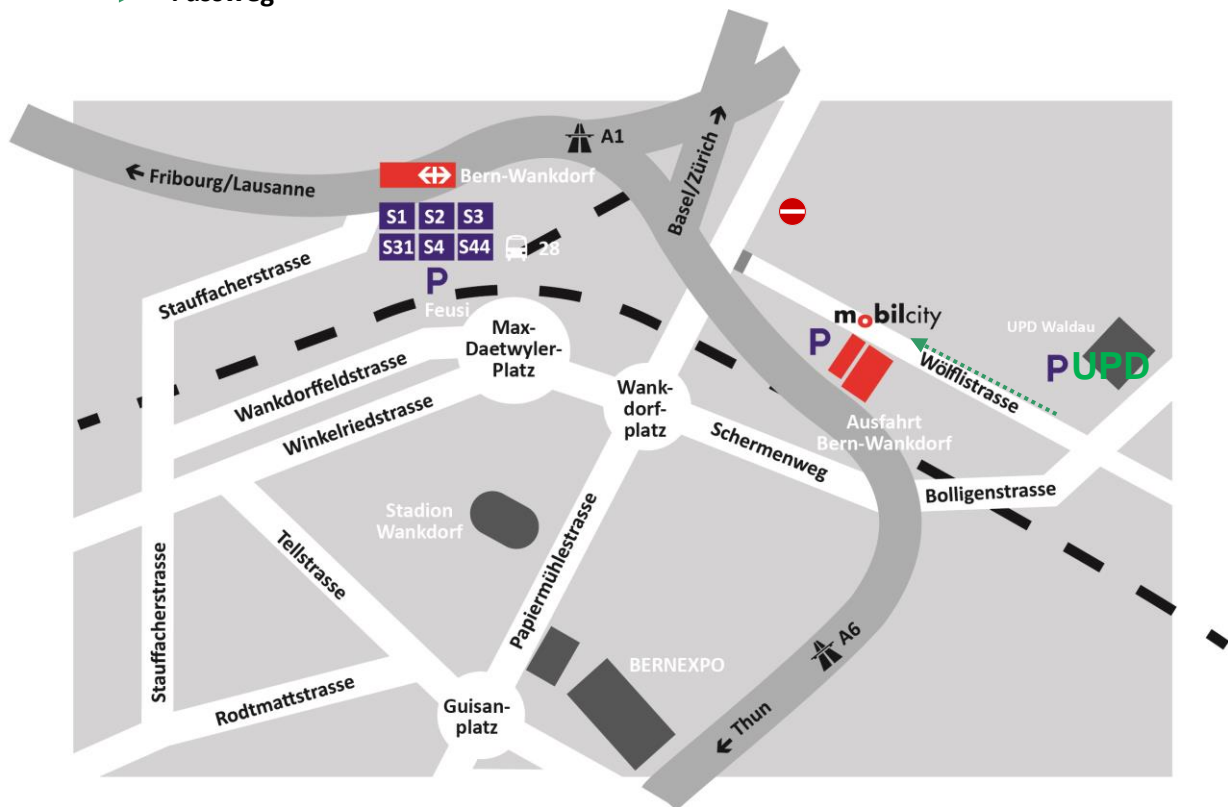 A1
← Fribourg/Lausanne
Bern-Wankdorf
Basel/Zürich →
S1 S2 S3
S31 S4 S44 28
P
Feusi
Stauffacherstrasse
Max-
Daetwyler-
Platz
mobilcity
P
UPD Waldau
P UPD
Wölflistrasse
Wankdorffeldstrasse
Winkelriedstrasse
Wank-
dorf-
platz
Schermenweg
Ausfahrt
Bern-Wankdorf
Bolligenstrasse
Stadion
Wankdorf
Tellstrasse
Papiermühlestrasse
Stauffacherstrasse
A6
BERNEXPO
Rodtmattstrasse
Guisan-
platz
← Thun